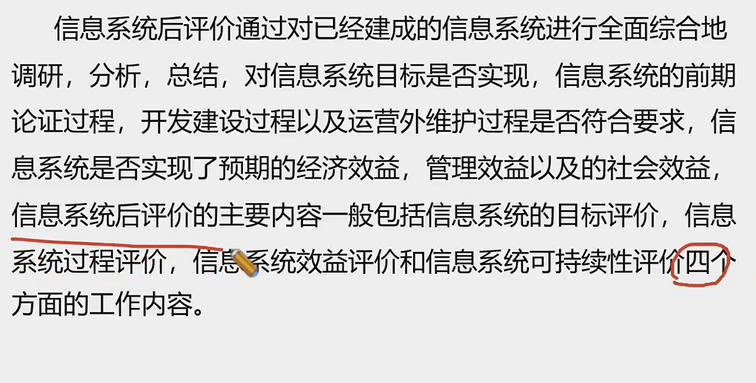 信息系统后评价通过对已经建成的信息系统进行全面综合地
调研，分析，总结，对信息系统目标是否实现，信息系统的前期
论证过程，开发建设过程以及运营外维护过程是否符合要求，信
息系统是否实现了预期的经济效益，管理效益以及的社会效益，
信息系统后评价的主要内容一般包括信息系统的目标评价，信息
系统过程评价，信息系统效益评价和信息系统可持续性评价四个
方面的工作内容。